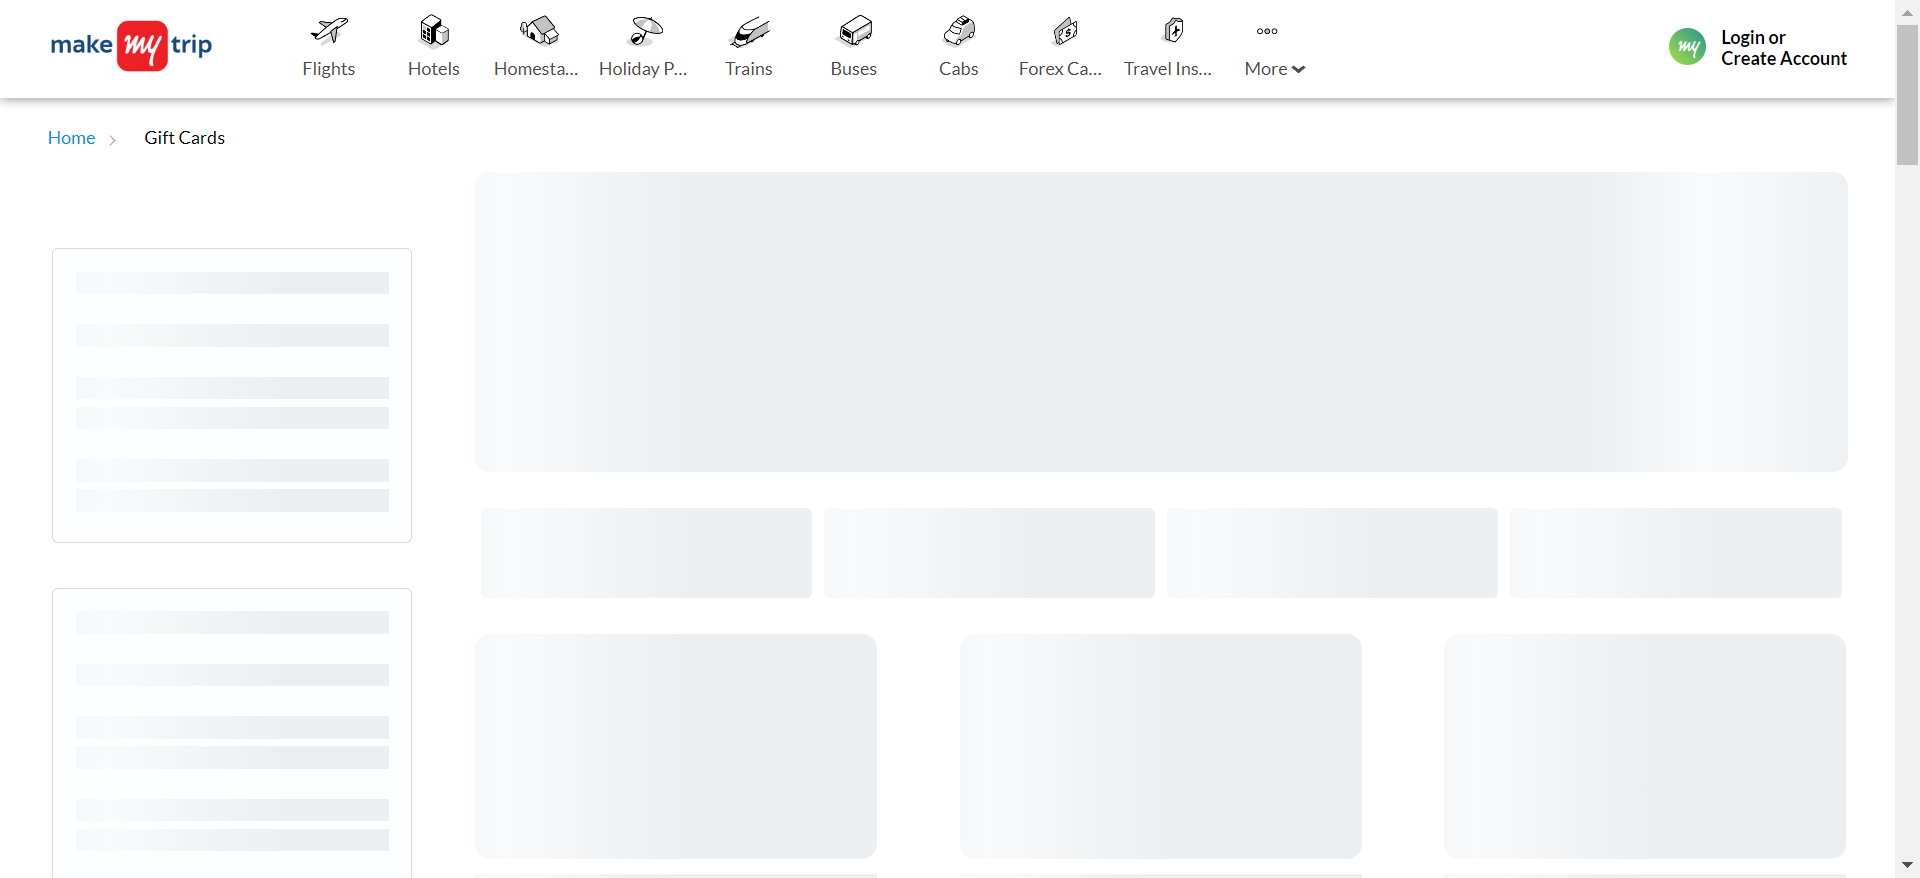 make my trip
Flights
Hotels
Homesta...
Holiday P...
Trains
Buses
Cabs
Forex Ca...
Travel Ins...
More
my
Login or
Create Account
Home
Gift Cards